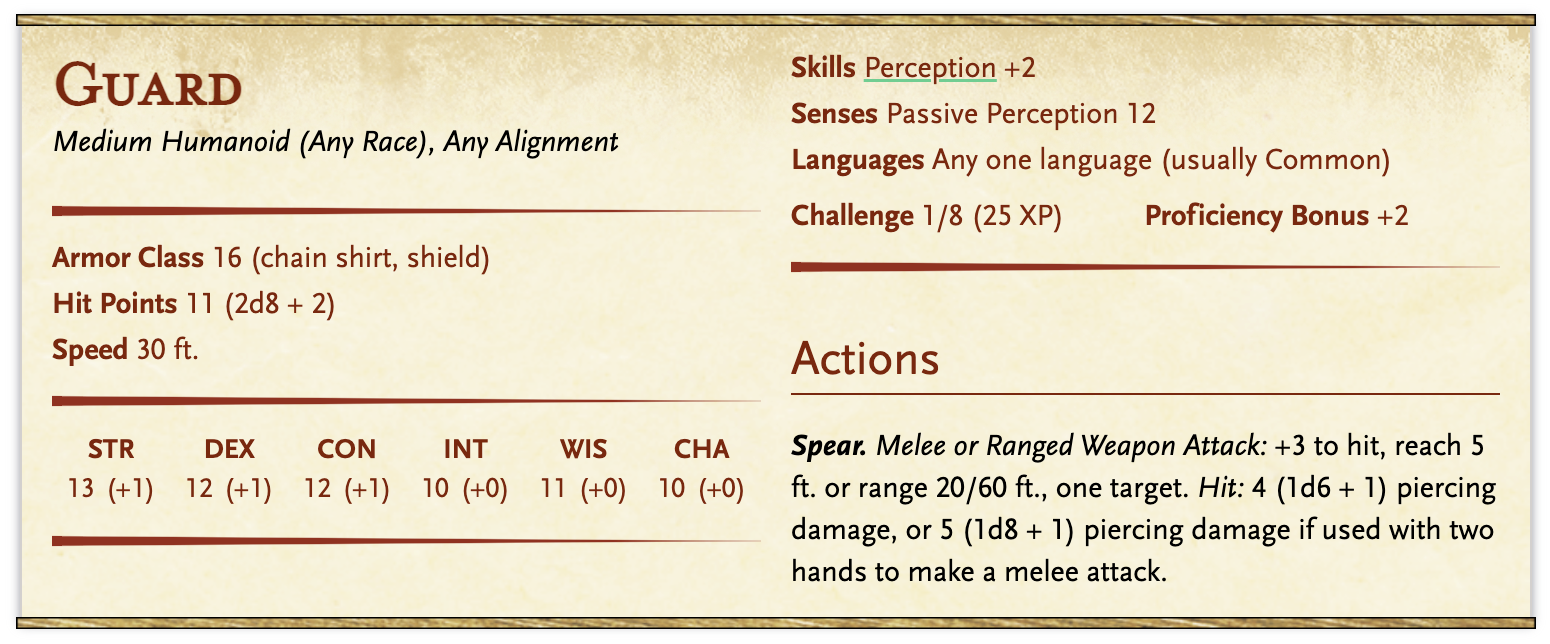 Guard
Medium Humanoid (Any Race), Any Alignment
Armor Class 16 (chain shirt, shield)
Hit Points 11 (2d8 + 2)
Speed 30 ft.
STR DEX CON INT WIS CHA
13 (+1) 12 (+1) 12 (+1) 10 (+0) 11 (+0) 10 (+0)
Skills Perception +2
Senses Passive Perception 12
Languages Any one language (usually Common)
Challenge 1/8 (25 XP) Proficiency Bonus +2
Actions
Spear. Melee or Ranged Weapon Attack: +3 to hit, reach 5
ft. or range 20/60 ft., one target. Hit: 4 (1d6 + 1) piercing
damage, or 5 (1d8 + 1) piercing damage if used with two
hands to make a melee attack.